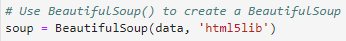 # Use BeautifulSoup() to create a BeautifulSoup
soup = BeautifulSoup(data, 'html5lib')